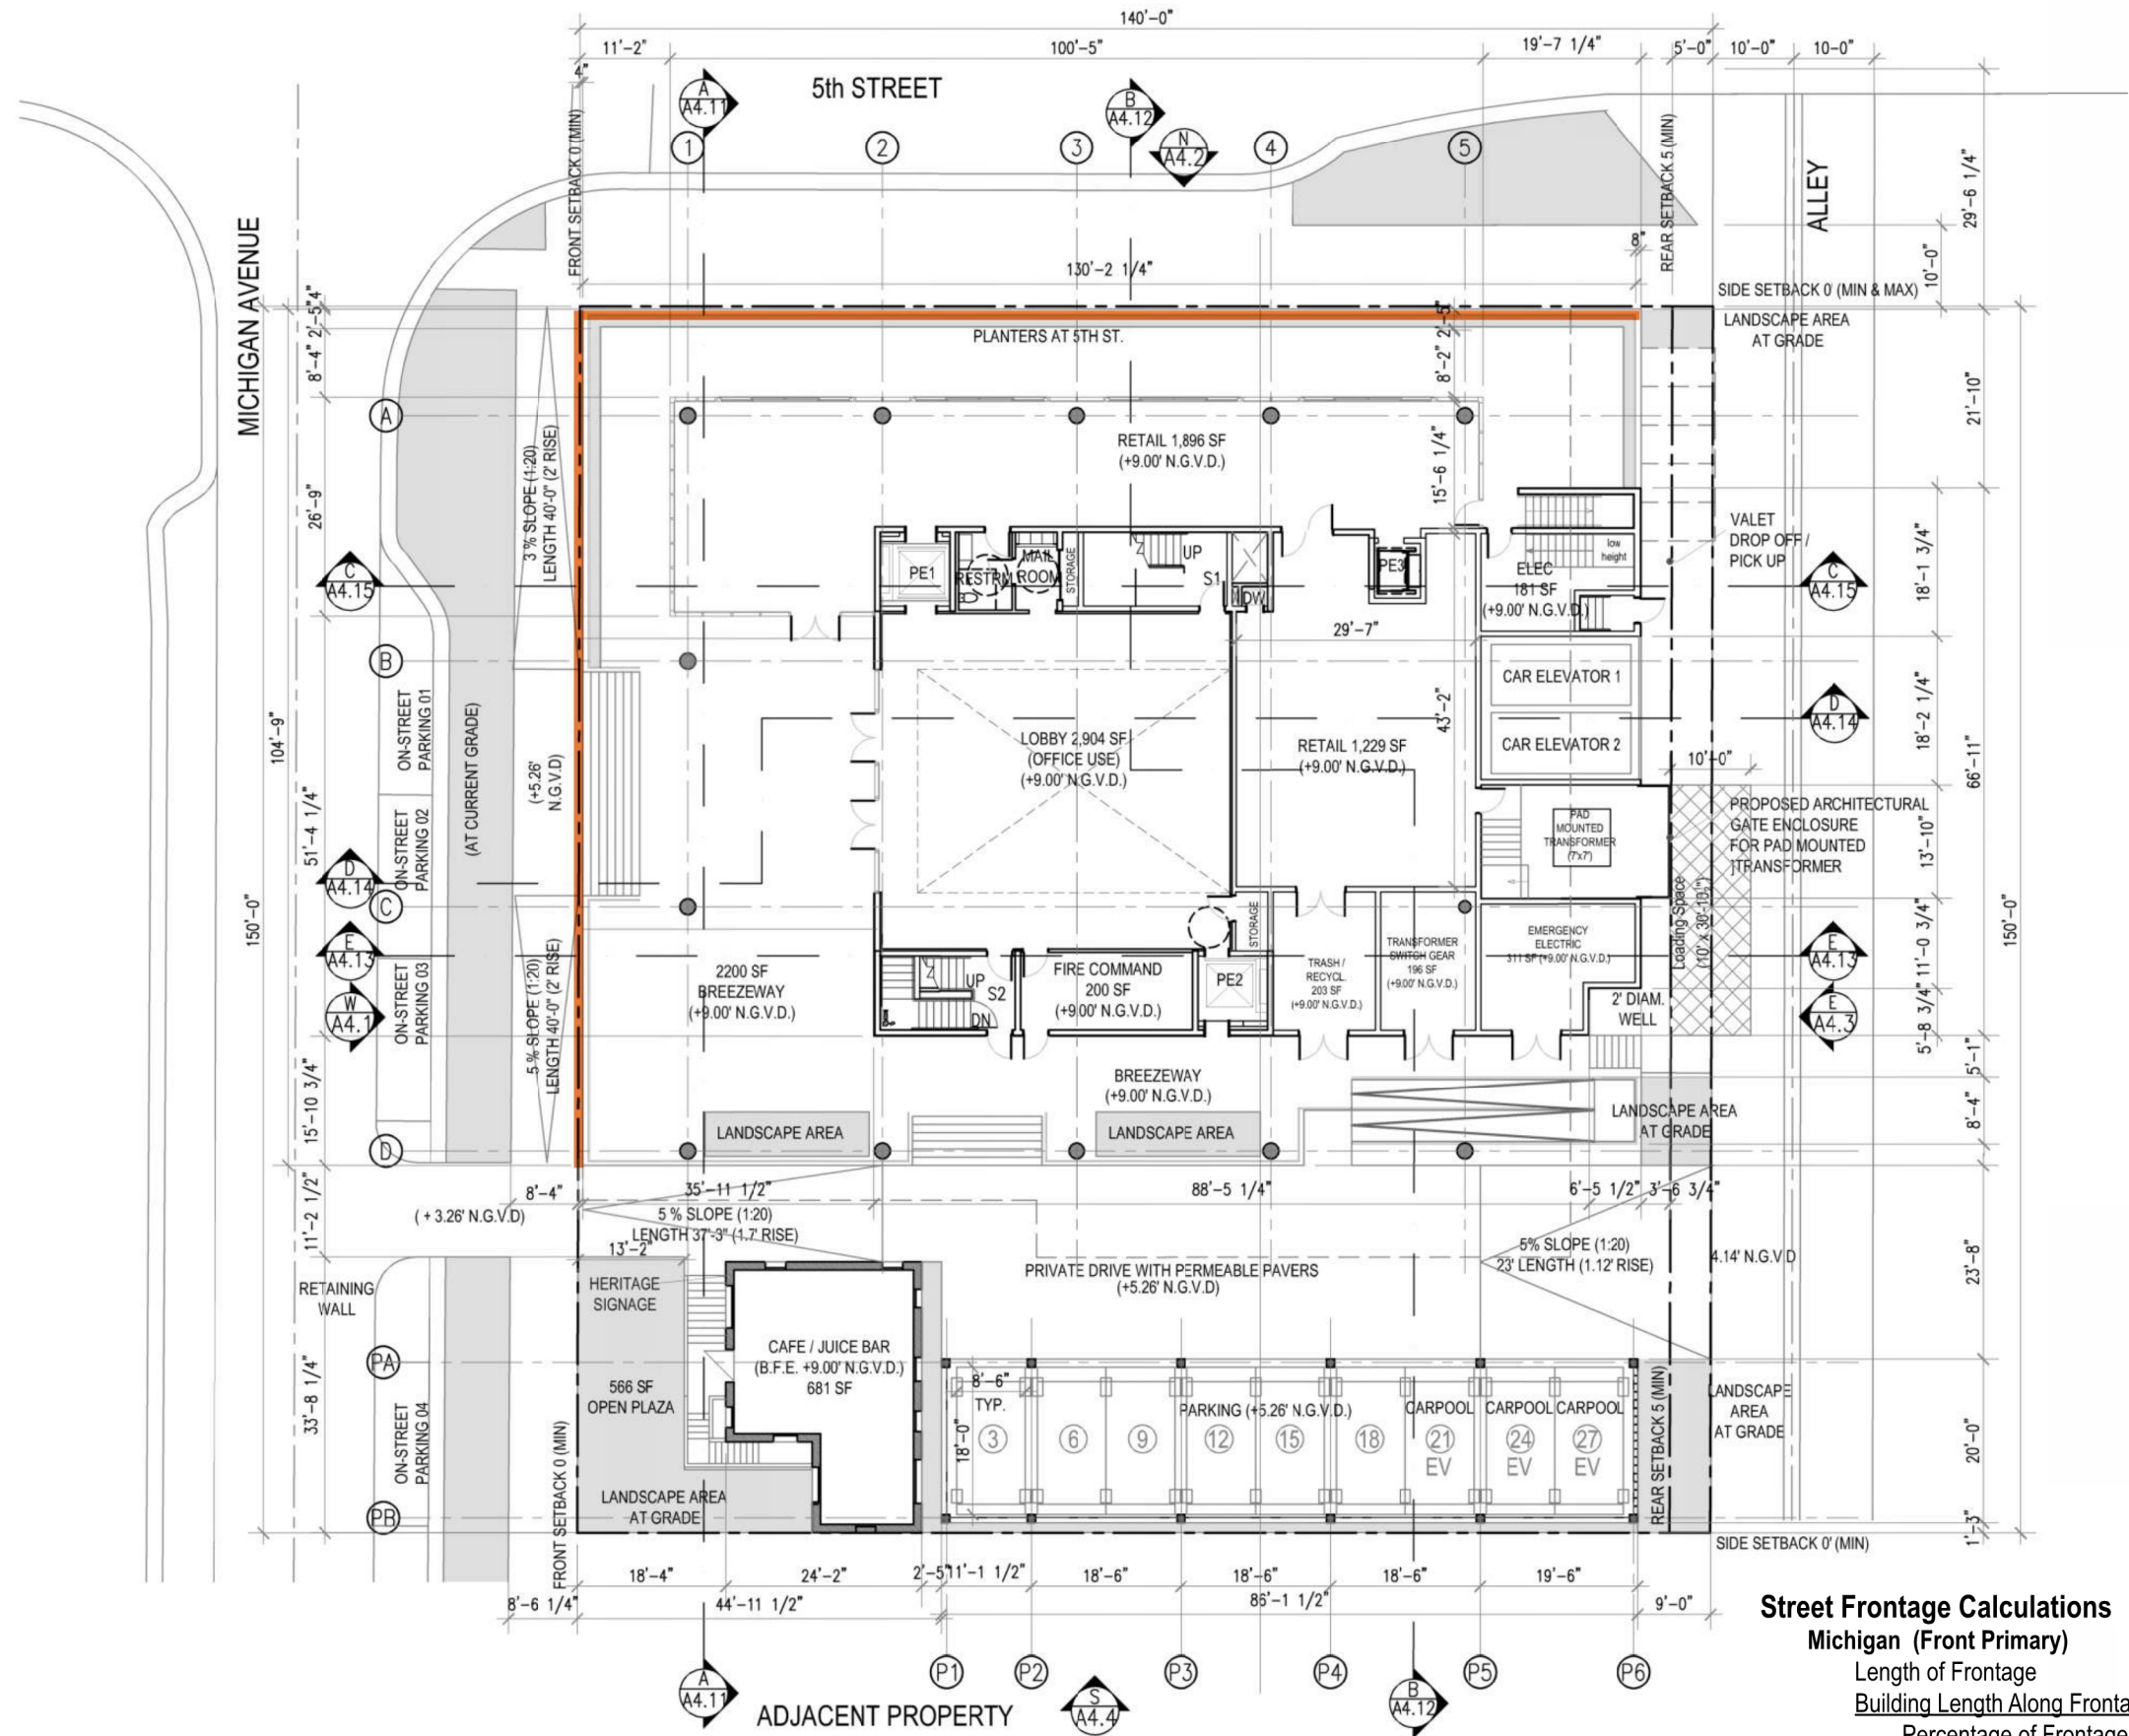 140'-0"
11'-2"
100'-5"
19'-7 1/4"
5'-0"
10'-0"
10-0"
4"
5th STREET
A
A4.11
B
A4.12
N
A4.2
1
2
3
4
5
FRONT SETBACK 0 (MIN)
REAR SETBACK 5 (MIN)
ALLEY
29'-6 1/4"
10'-0"
8"
130'-2 1/4"
MICHIGAN AVENUE
SIDE SETBACK 0' (MIN & MAX)
LANDSCAPE AREA
AT GRADE
PLANTERS AT 5TH ST.
4"
2'-5"
8'-4"
2'-5"
8'-2"
21'-10"
A
RETAIL 1,896 SF
(+9.00' N.G.V.D.)
15'-6 1/4"
3 % SLOPE (1:20)
LENGTH 40'-0" (2' RISE)
26'-9"
VALET
DROP OFF /
PICK UP
C
A4.15
PE1
RESTRM
MAIL
ROOM
STORAGE
UP
S1
DW
PE3
low
height
ELEC
181 SF
(+9.00' N.G.V.D.)
C
A4.15
18'-1 3/4"
29'-7"
B
CAR ELEVATOR 1
CAR ELEVATOR 2
ON-STREET
PARKING 01
(AT CURRENT GRADE)
104'-9"
43'-2"
D
A4.14
18'-2 1/4"
LOBBY 2,904 SF
(OFFICE USE)
(+9.00' N.G.V.D.)
RETAIL 1,229 SF
(+9.00' N.G.V.D.)
(+5.26'
N.G.V.D)
10'-0"
66'-11"
51'-4 1/4"
ON-STREET
PARKING 02
PAD
MOUNTED
TRANSFORMER
(7'x7')
PROPOSED ARCHITECTURAL
GATE ENCLOSURE
FOR PAD MOUNTED
]TRANSFORMER
13'-10"
150'-0"
D
A4.14
C
150'-0"
E
A4.13
STORAGE
Loading Space
EMERGENCY
ELECTRIC
311 SF (+9.00' N.G.V.D.)
11'-0 3/4"
E
A4.13
ON-STREET
PARKING 03
5 % SLOPE (1:20)
LENGTH 40'-0" (2' RISE)
2200 SF
BREEZEWAY
(+9.00' N.G.V.D.)
UP
S2
DN
FIRE COMMAND
200 SF
(+9.00' N.G.V.D.)
PE2
TRASH /
RECYCL.
203 SF
(+9.00' N.G.V.D.)
TRANSFORMER
SWITCH GEAR
196 SF
(+9.00' N.G.V.D.)
2' DIAM.
WELL
W
A4.1
E
A4.3
5'-8 3/4"
5'-1"
BREEZEWAY
(+9.00' N.G.V.D.)
15'-10 3/4"
8'-4"
LANDSCAPE AREA
LANDSCAPE AREA
LANDSCAPE AREA
AT GRADE
D
8'-4"
35'-11 1/2"
88'-5 1/4"
6'-5 1/2"
3'-6 3/4"
( + 3.26' N.G.V.D)
5 % SLOPE (1:20)
LENGTH 37'-3" (1.7' RISE)
11'-2 1/2"
13'-2"
5% SLOPE (1:20)
23' LENGTH (1.12' RISE)
4.14' N.G.V.D
23'-8"
PRIVATE DRIVE WITH PERMEABLE PAVERS
(+5.26' N.G.V.D)
RETAINING
WALL
HERITAGE
SIGNAGE
CAFE / JUICE BAR
(B.F.E. +9.00' N.G.V.D.)
681 SF
PA
566 SF
OPEN PLAZA
33'-8 1/4"
8'-6"
TYP.
18'-0"
PARKING (+5.26' N.G.V.D.)
CARPOOL
CARPOOL
CARPOOL
3
6
9
12
15
18
21
EV
24
EV
27
EV
LANDSCAPE
AREA
AT GRADE
20'-0"
ON-STREET
PARKING 04
REAR SETBACK 5 (MIN)
LANDSCAPE AREA
AT GRADE
PB
FRONT SETBACK 0 (MIN)
1'-3"
SIDE SETBACK 0' (MIN)
18'-4"
24'-2"
2'-5"
11'-1 1/2"
18'-6"
18'-6"
18'-6"
19'-6"
8'-6 1/4"
44'-11 1/2"
86'-1 1/2"
9'-0"
P1
P2
P3
P4
P5
P6
A
A4.11
ADJACENT PROPERTY
S
A4.4
B
A4.12
Street Frontage Calculations
Michigan (Front Primary)
Length of Frontage
Building Length Along Fronta
Percentage of Frontage